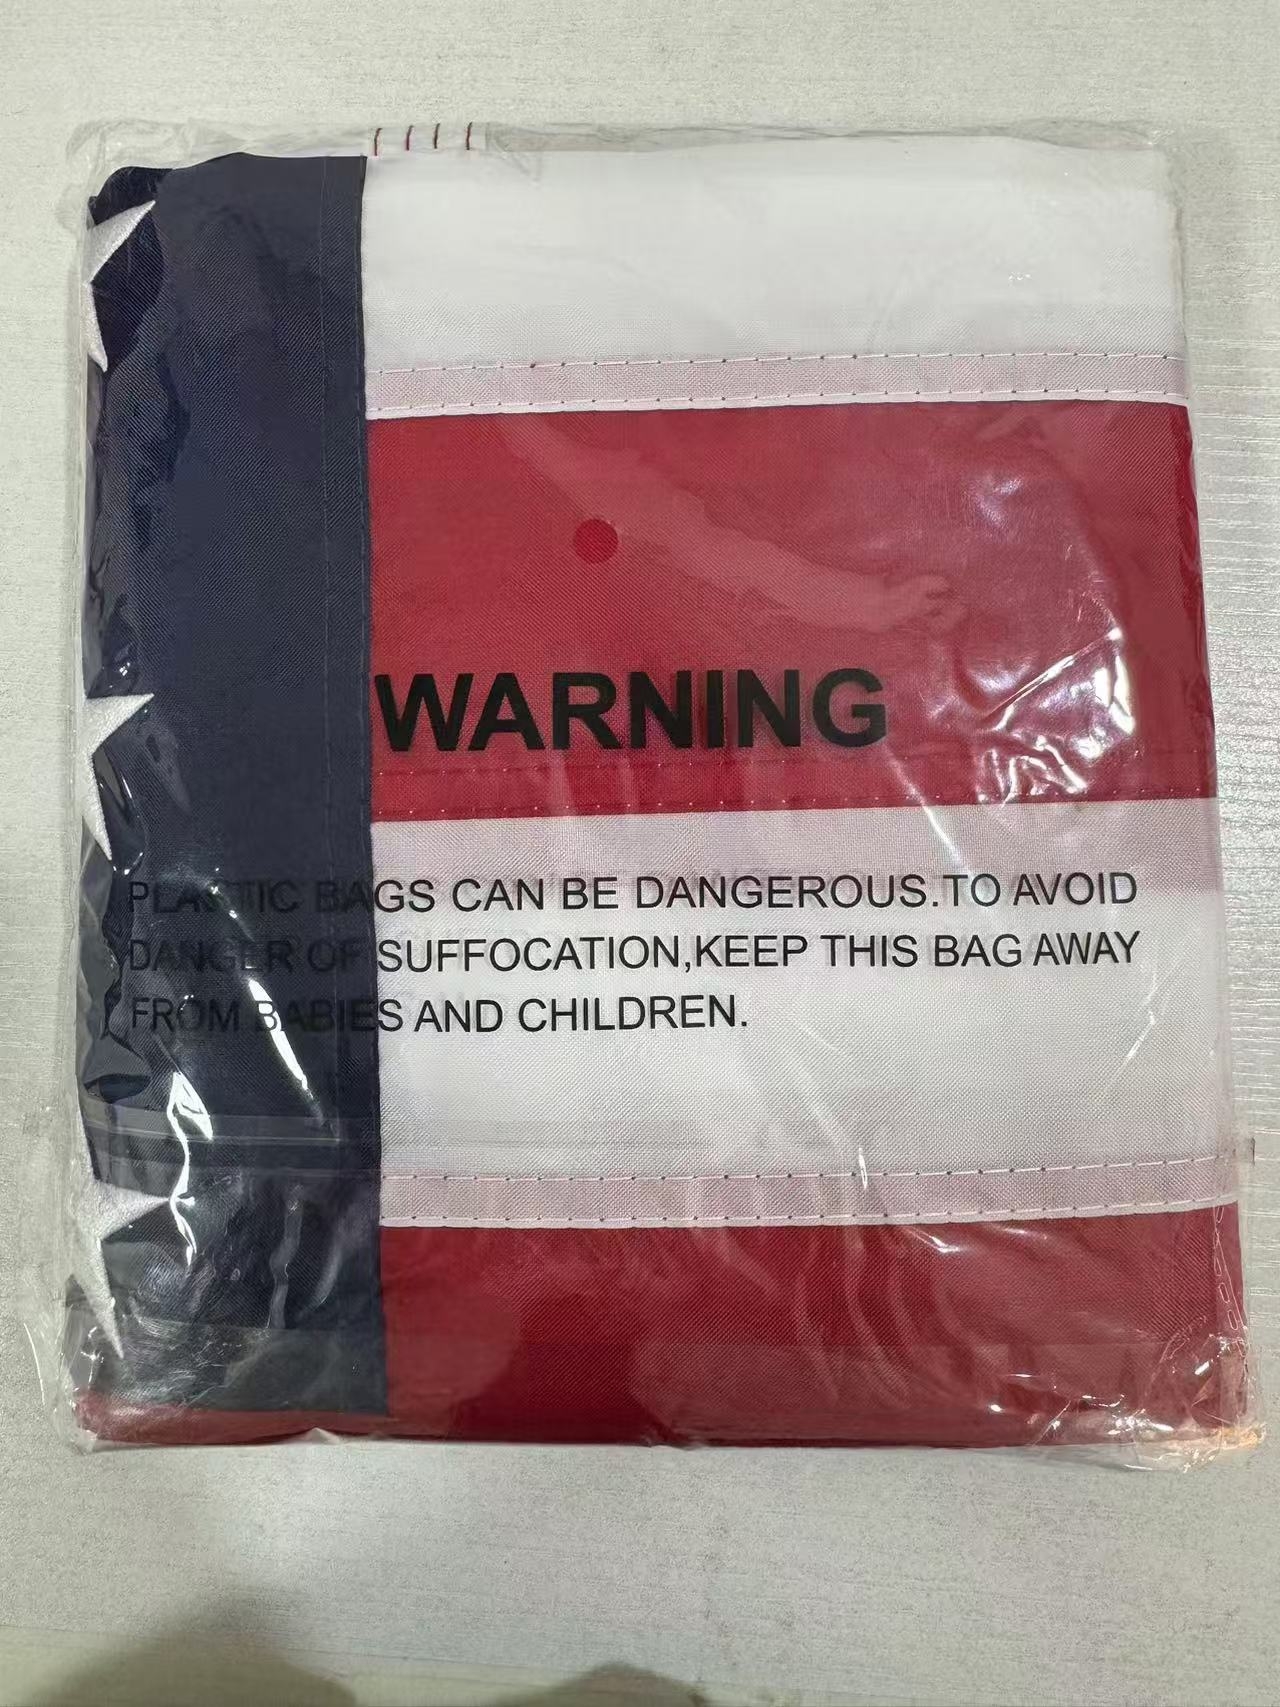 WARNING
PLASTIC BAGS CAN BE DANGEROUS.TO AVOID
DANGER OF SUFFOCATION,KEEP THIS BAG AWAY
FROM BABIES AND CHILDREN.